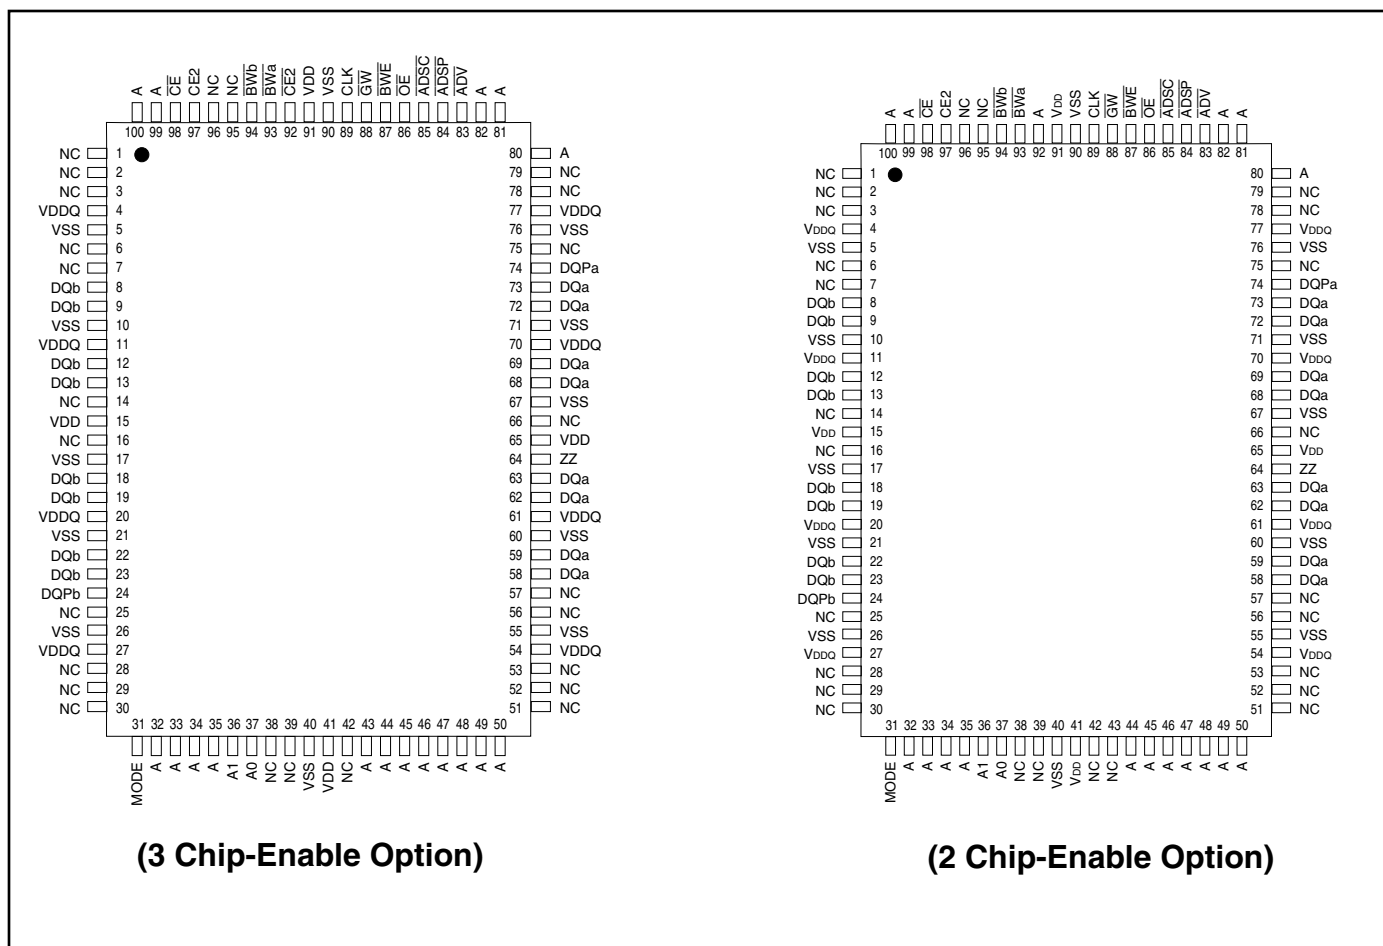 A A CE CE2 NC NC BWb BWa CE2 VDD VSS CLK GW BWE OE ADSC ADSP ADV A A
100 99 98 97 96 95 94 93 92 91 90 89 88 87 86 85 84 83 82 81
NC 1 80 A
NC 2 79 NC
NC 3 78 NC
VDDQ 4 77 VDDQ
VSS 5 76 VSS
NC 6 75 NC
NC 7 74 DQPa
DQb 8 73 DQa
DQb 9 72 DQa
VSS 10 71 VSS
VDDQ 11 70 VDDQ
DQb 12 69 DQa
DQb 13 68 DQa
NC 14 67 VSS
VDD 15 66 NC
NC 16 65 VDD
VSS 17 64 ZZ
DQb 18 63 DQa
DQb 19 62 DQa
VDDQ 20 61 VDDQ
VSS 21 60 VSS
DQb 22 59 DQa
DQb 23 58 DQa
DQPb 24 57 NC
NC 25 56 NC
VSS 26 55 VSS
VDDQ 27 54 VDDQ
NC 28 53 NC
NC 29 52 NC
NC 30 51 NC
31 32 33 34 35 36 37 38 39 40 41 42 43 44 45 46 47 48 49 50
MODE A A A A A1 A0 NC NC VSS VDD NC A A A A A A A A
(3 Chip-Enable Option)
A A CE CE2 NC NC BWb BWa A VDD VSS CLK GW BWE OE ADSC ADSP ADV A A
100 99 98 97 96 95 94 93 92 91 90 89 88 87 86 85 84 83 82 81
NC 1 80 A
NC 2 79 NC
NC 3 78 NC
VDDQ 4 77 VDDQ
VSS 5 76 VSS
NC 6 75 NC
NC 7 74 DQPa
DQb 8 73 DQa
DQb 9 72 DQa
VSS 10 71 VSS
VDDQ 11 70 VDDQ
DQb 12 69 DQa
DQb 13 68 DQa
NC 14 67 VSS
VDD 15 66 NC
NC 16 65 VDD
VSS 17 64 ZZ
DQb 18 63 DQa
DQb 19 62 DQa
VDDQ 20 61 VDDQ
VSS 21 60 VSS
DQb 22 59 DQa
DQb 23 58 DQa
DQPb 24 57 NC
NC 25 56 NC
VSS 26 55 VSS
VDDQ 27 54 VDDQ
NC 28 53 NC
NC 29 52 NC
NC 30 51 NC
31 32 33 34 35 36 37 38 39 40 41 42 43 44 45 46 47 48 49 50
MODE A A A A A1 A0 NC NC VSS VDD NC NC A A A A A A A
(2 Chip-Enable Option)